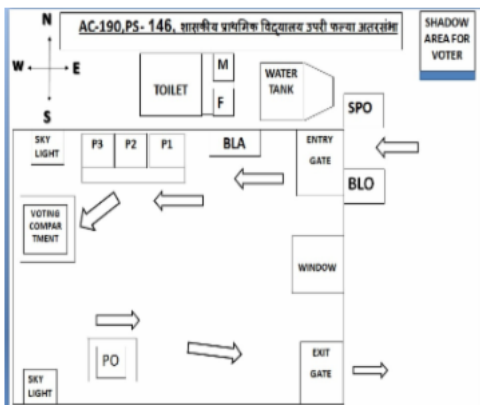 AC-190,PS- 146, शासकीय प्राथमिक विद्यालय उपरी फल्या अतरसंभा
SHADOW
AREA FOR
VOTER
N
W
E
S
TOILET
M
F
WATER
TANK
SPO
SKY
LIGHT
P3
P2
P1
BLA
ENTRY
GATE
BLO
VOTING
COMPAR
TMENT
WINDOW
PO
SKY
LIGHT
EXIT
GATE